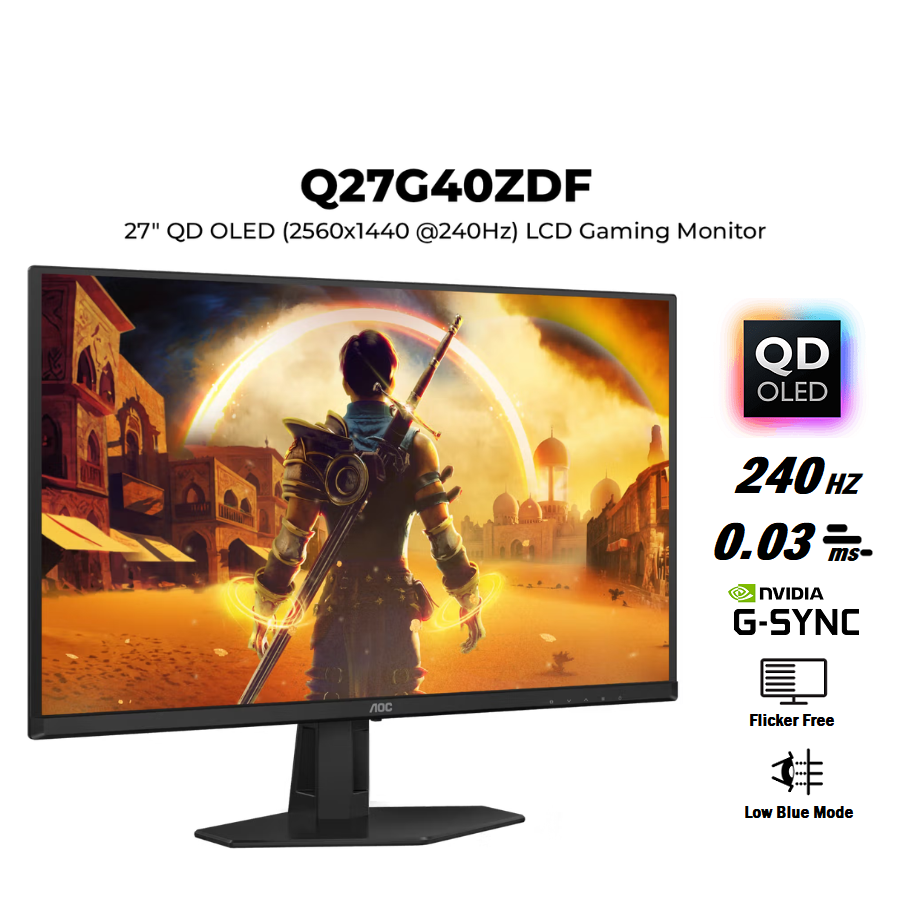 Q27G40ZDF
27" QD OLED (2560x1440 @240Hz) LCD Gaming Monitor
QD
OLED
240 HZ
0.03 ms
NVIDIA
G-SYNC
Flicker Free
Low Blue Mode
AOC